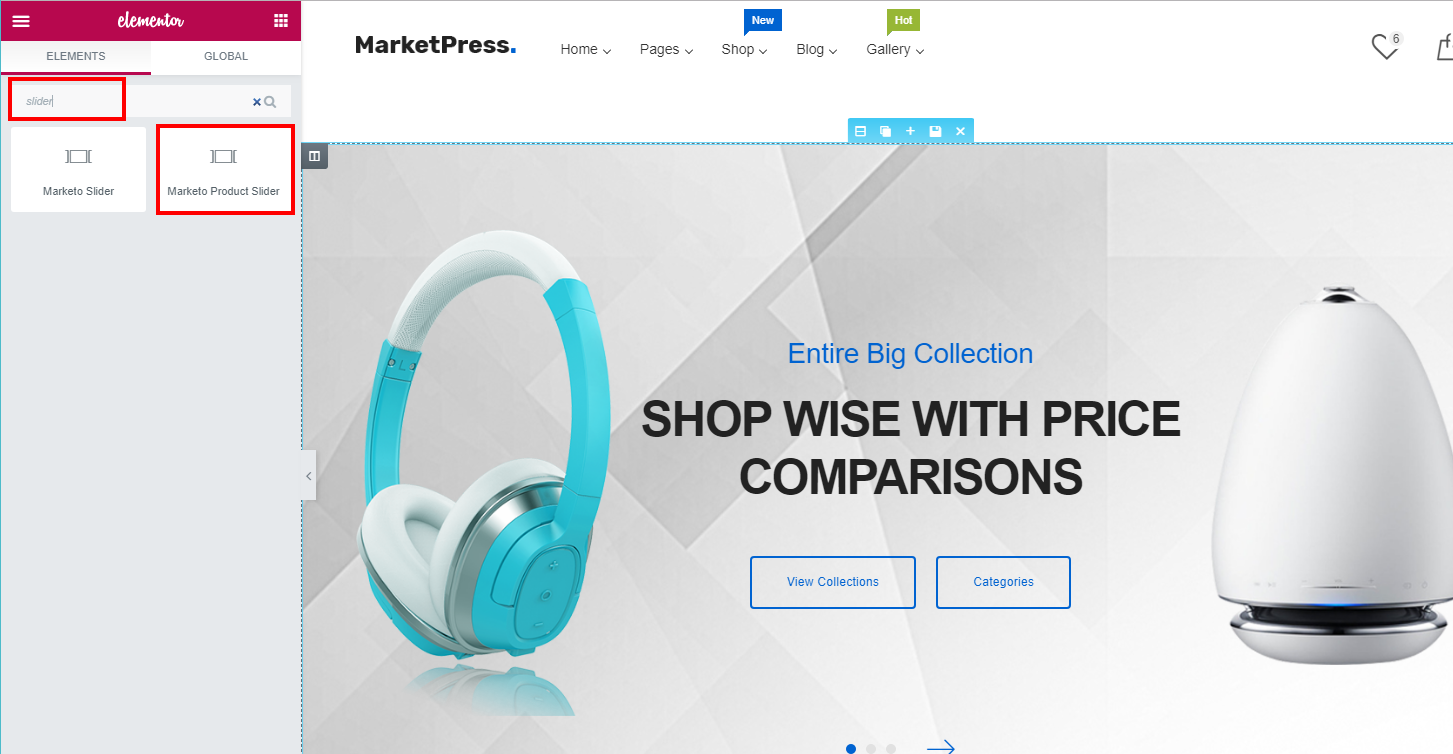 elementor
ELEMENTS
GLOBAL
slider
Marketo Slider
Marketo Product Slider
New
Hot
MarketPress.
Home
Pages
Shop
Blog
Gallery
6
Entire Big Collection
SHOP WISE WITH PRICE
COMPARISONS
View Collections
Categories